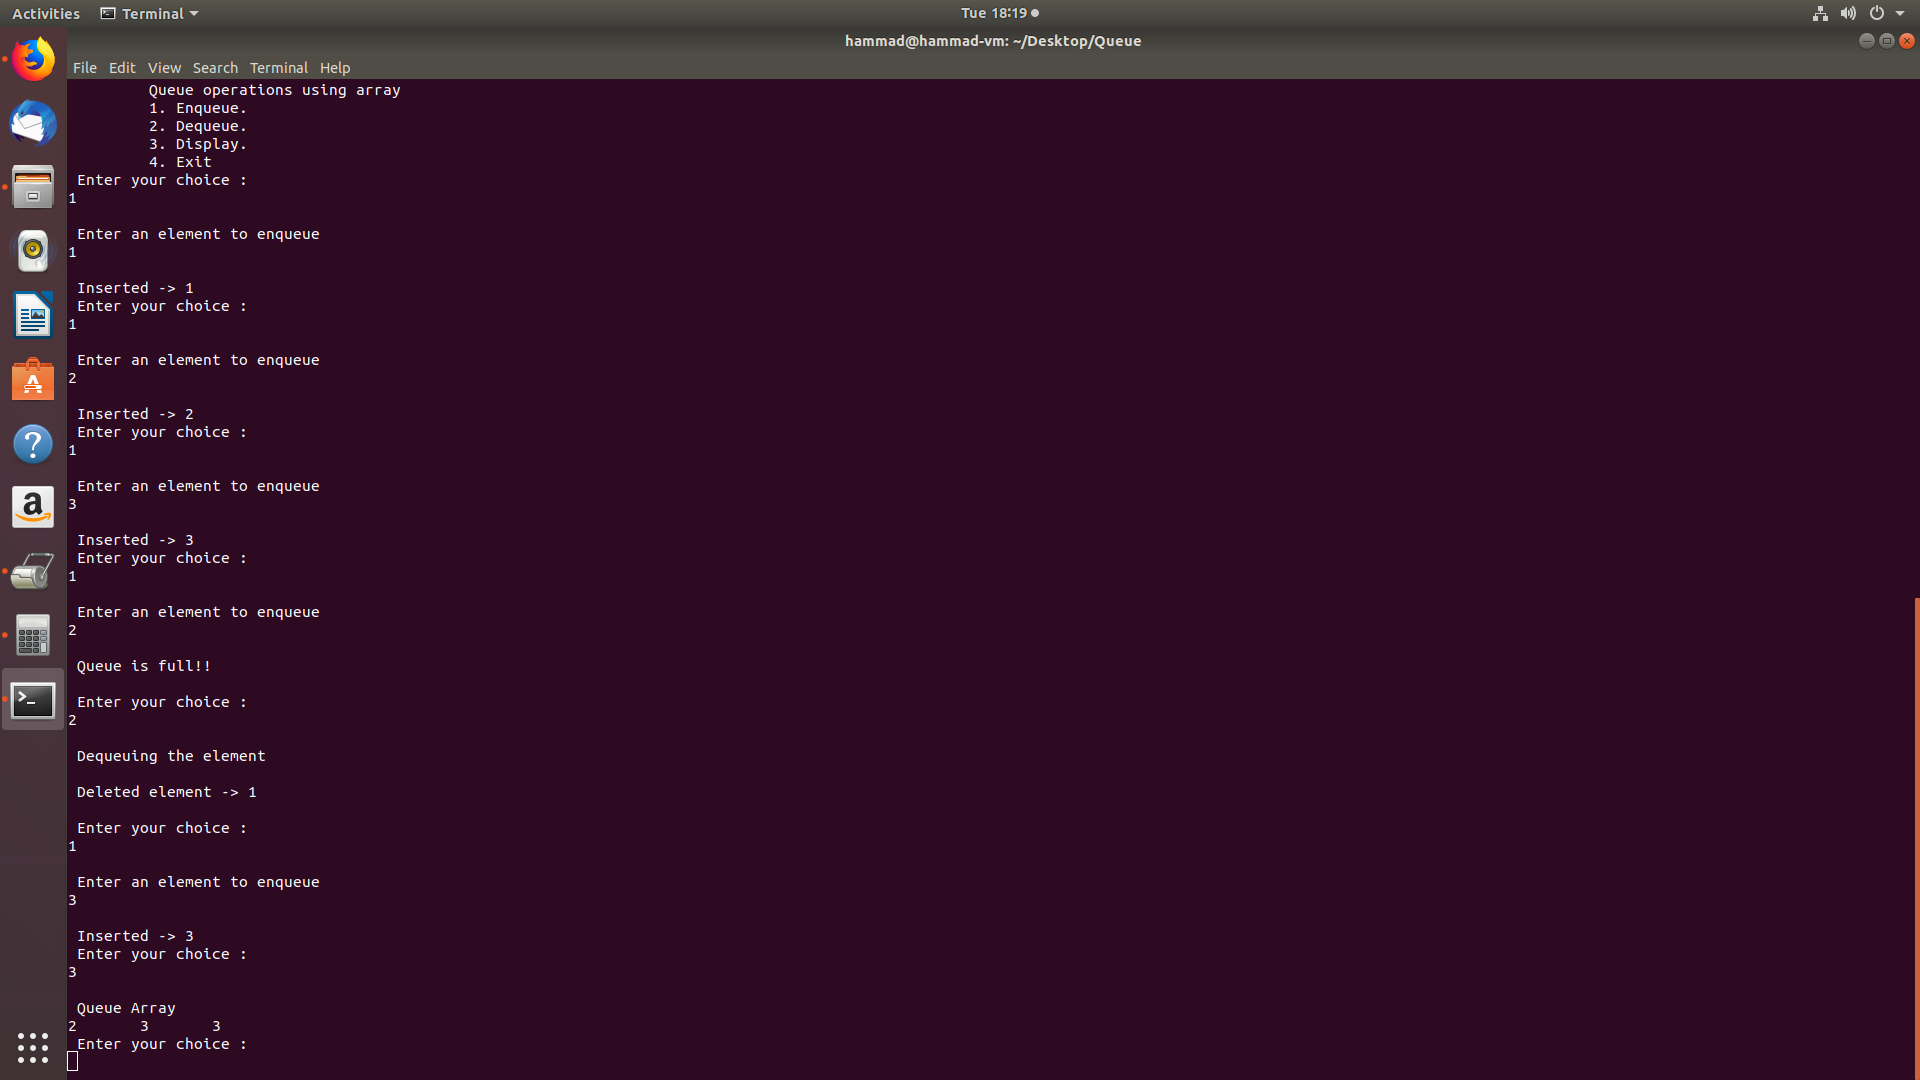 Activities Terminal Tue 18:19
hammad@hammad-vm: ~/Desktop/Queue
File Edit View Search Terminal Help
Queue operations using array
1. Enqueue.
2. Dequeue.
3. Display.
4. Exit
Enter your choice :
1
Enter an element to enqueue
1
Inserted -> 1
Enter your choice :
1
Enter an element to enqueue
2
Inserted -> 2
Enter your choice :
1
Enter an element to enqueue
3
Inserted -> 3
Enter your choice :
1
Enter an element to enqueue
2
Queue is full!!
Enter your choice :
2
Dequeuing the element
Deleted element -> 1
Enter your choice :
1
Enter an element to enqueue
3
Inserted -> 3
Enter your choice :
3
Queue Array
2 3 3
Enter your choice :